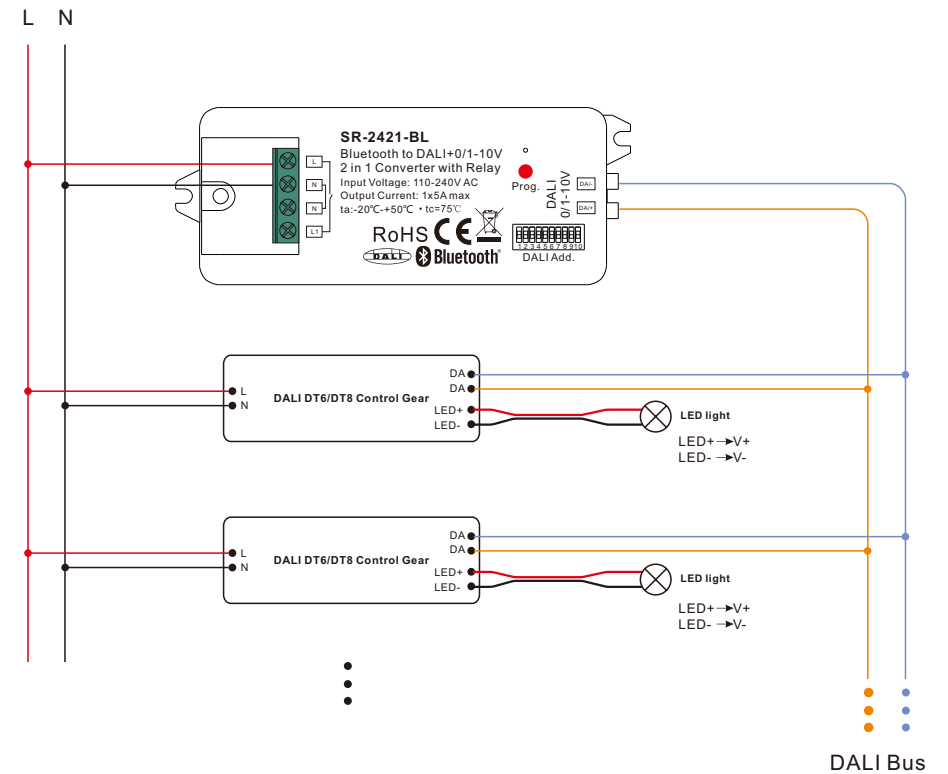 L N
SR-2421-BL
Bluetooth to DALI+0/1-10V
2 in 1 Converter with Relay
Input Voltage: 110-240V AC
Output Current: 1x5A max
ta:-20℃-+50℃ • tc=75℃
RoHS CE
DALI Bluetooth®
L
N
N
L1
Prog.
DALI
0/1-10V
DA/-
DA/+
1 2 3 4 5 6 7 8 9 10
DALI Add.
L
N
DALI DT6/DT8 Control Gear
DA
DA
LED+
LED-
LED light
LED+→V+
LED- →V-
L
N
DALI DT6/DT8 Control Gear
DA
DA
LED+
LED-
LED light
LED+→V+
LED- →V-
DALI Bus